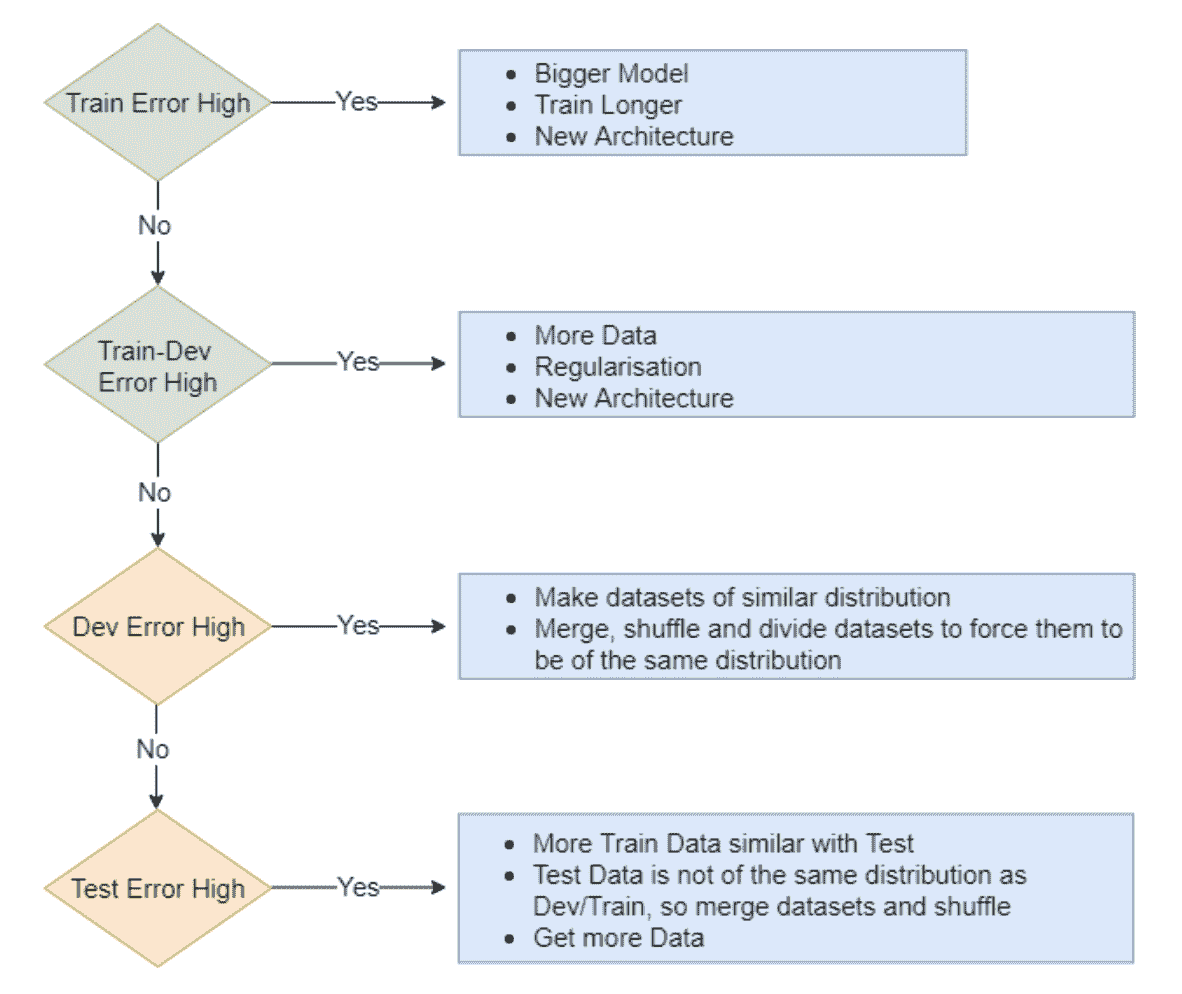 Train Error High
Yes
• Bigger Model
• Train Longer
• New Architecture
No
Train-Dev
Error High
Yes
• More Data
• Regularisation
• New Architecture
No
Dev Error High
Yes
• Make datasets of similar distribution
• Merge, shuffle and divide datasets to force them to
be of the same distribution
No
Test Error High
Yes
• More Train Data similar with Test
• Test Data is not of the same distribution as
Dev/Train, so merge datasets and shuffle
• Get more Data